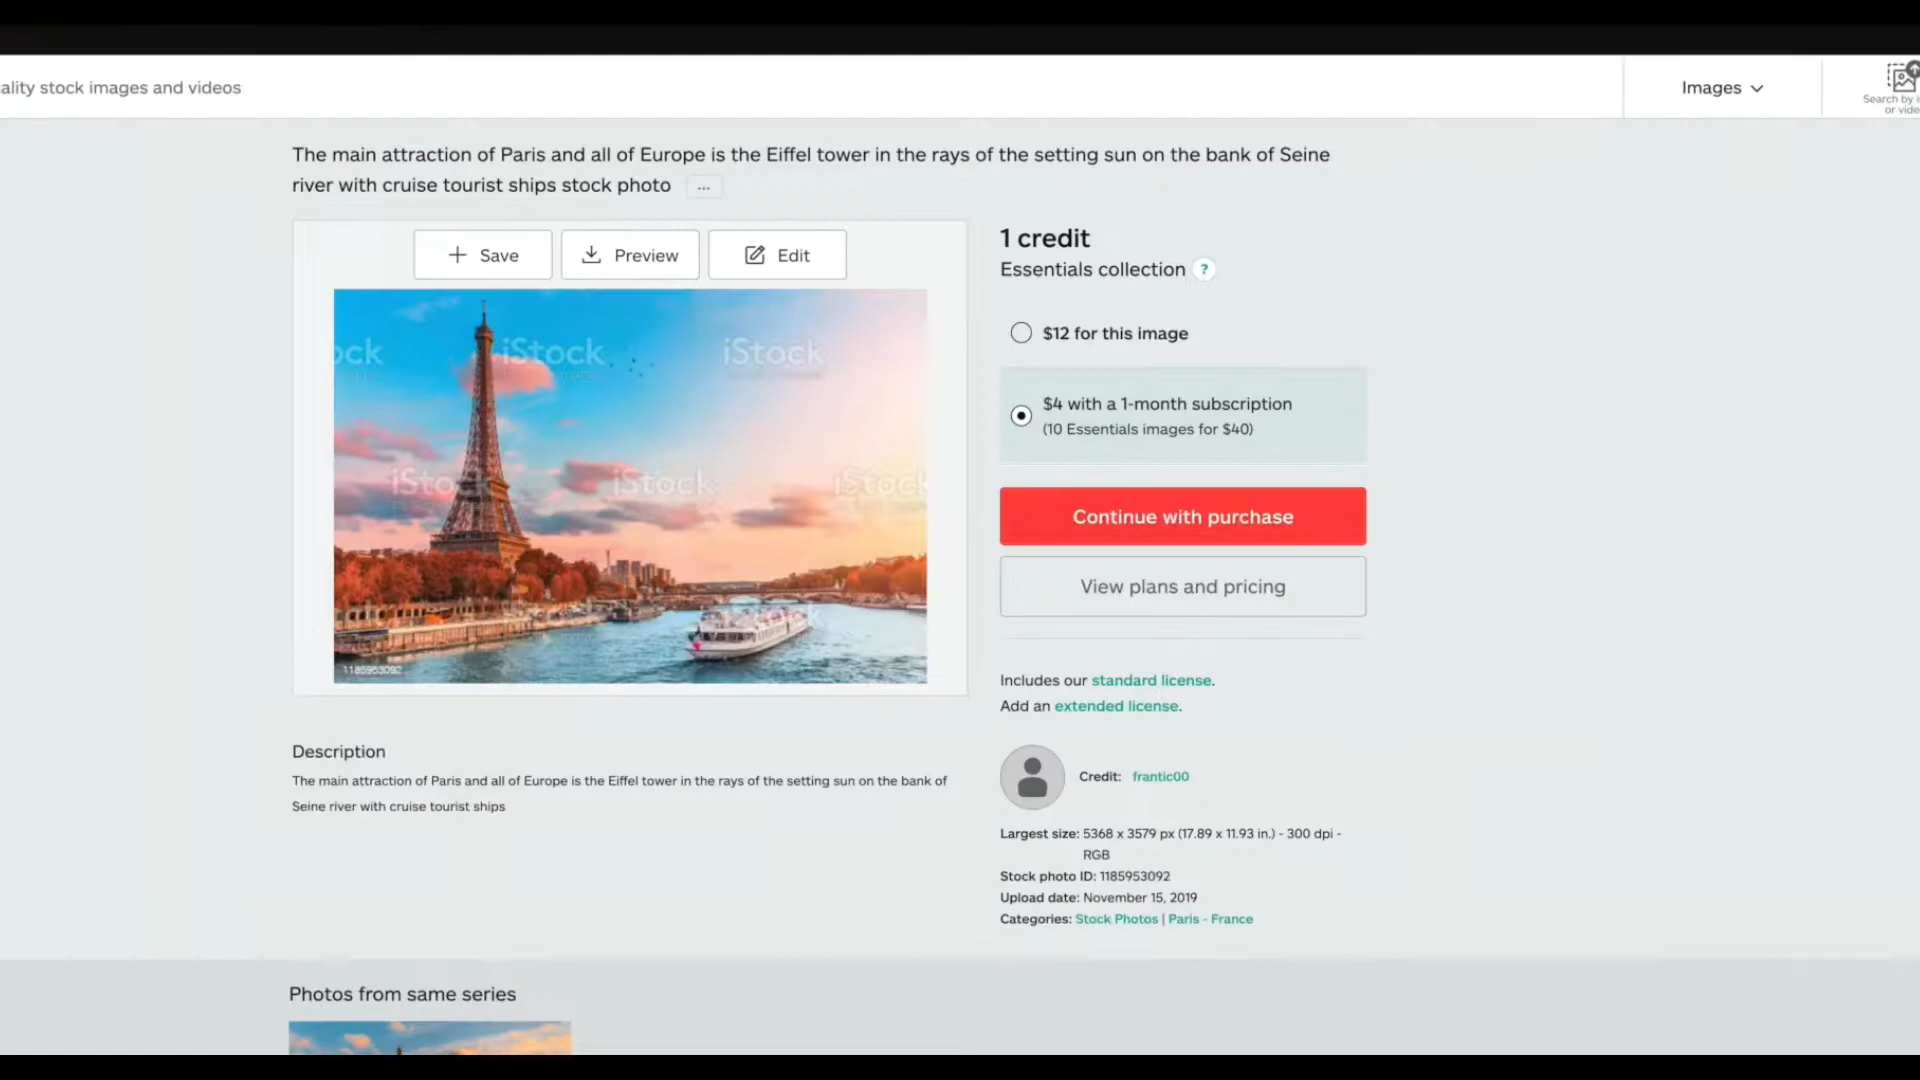 ality stock images and videos
Images
Search by i
or vide
The main attraction of Paris and all of Europe is the Eiffel tower in the rays of the setting sun on the bank of Seine
river with cruise tourist ships stock photo ...
Save
Preview
Edit
ock iStock iStock
iStock iStock iStock
1185953092
1 credit
Essentials collection ?
$12 for this image
$4 with a 1-month subscription
(10 Essentials images for $40)
Continue with purchase
View plans and pricing
Includes our standard license.
Add an extended license.
Credit: frantic00
Largest size: 5368 x 3579 px (17.89 x 11.93 in.) - 300 dpi -
RGB
Stock photo ID: 1185953092
Upload date: November 15, 2019
Categories: Stock Photos | Paris - France
Description
The main attraction of Paris and all of Europe is the Eiffel tower in the rays of the setting sun on the bank of
Seine river with cruise tourist ships
Photos from same series